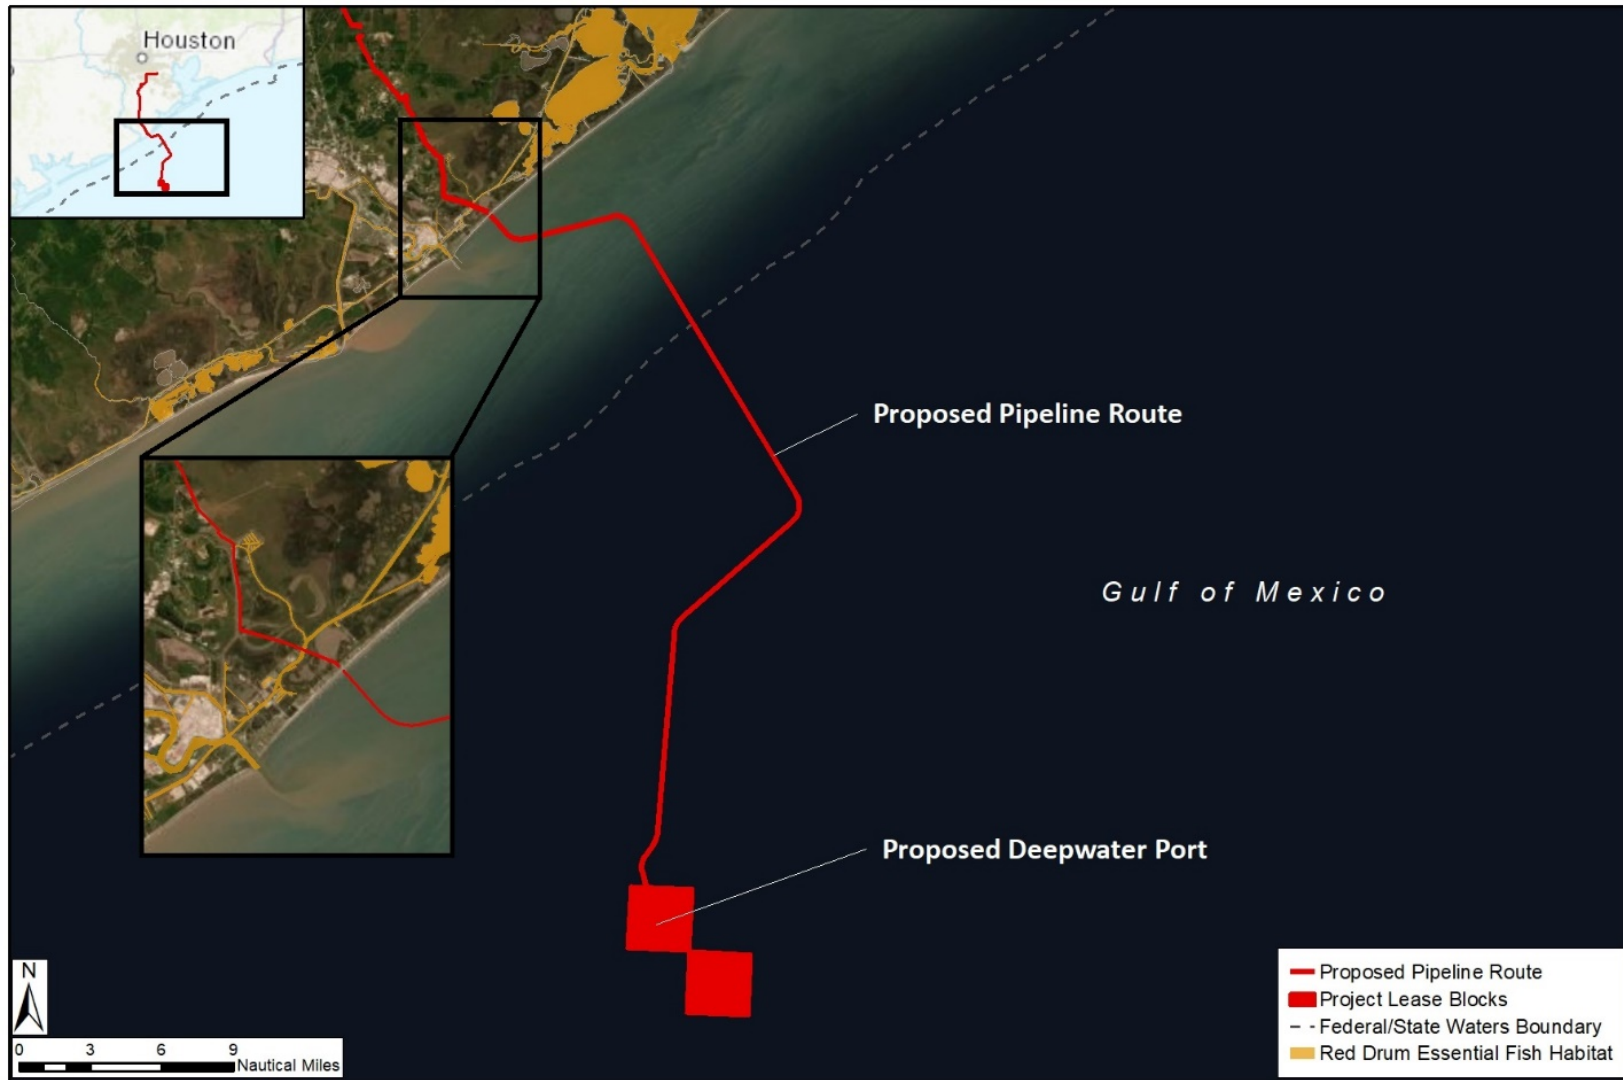 Houston
Proposed Pipeline Route
Gulf of Mexico
Proposed Deepwater Port
N
0 3 6 9
Nautical Miles
Proposed Pipeline Route
Project Lease Blocks
Federal/State Waters Boundary
Red Drum Essential Fish Habitat